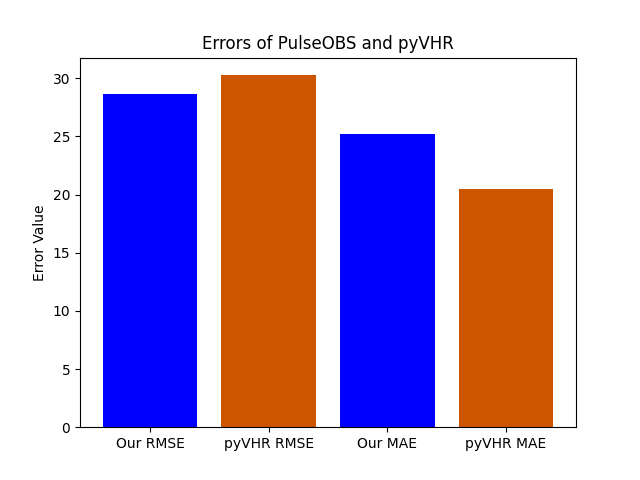 Errors of PulseOBS and pyVHR
Error Value
30
25
20
15
10
5
0
Our RMSE
pyVHR RMSE
Our MAE
pyVHR MAE